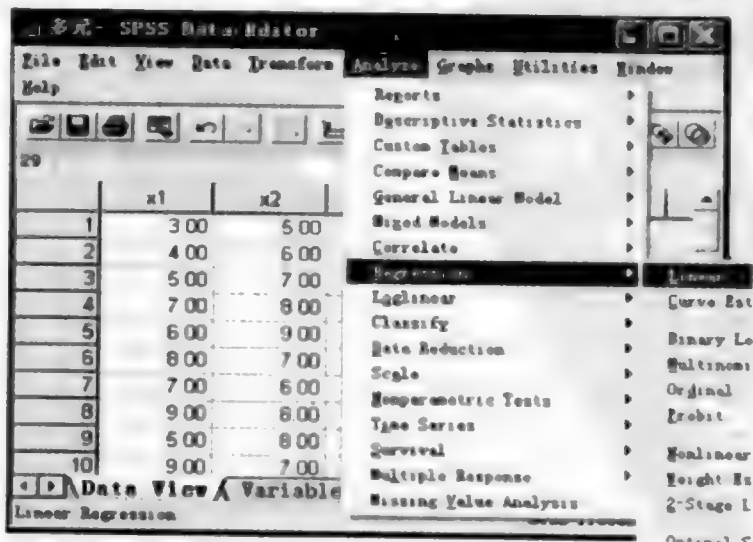 多元- SPSS Data Editor
File Edit View Data Transform Analyze Graphs Utilities Window
Help
29
x1 x2
1 3.00 5.00
2 4.00 6.00
3 5.00 7.00
4 7.00 8.00
5 6.00 9.00
6 8.00 7.00
7 7.00 6.00
8 9.00 6.00
9 5.00 8.00
10 9.00 7.00
Data View Variable
Linear Regression
Reports
Descriptive Statistics
Custom Tables
Compare Means
General Linear Model
Mixed Models
Correlate
Regression
Loglinear
Classify
Data Reduction
Scale
Nonparametric Tests
Time Series
Survival
Multiple Response
Missing Value Analysis
Linear
Curve Est
Binary Lo
Multinomi
Ordinal
Probit
Nonlinear
Weight Es
2-Stage L